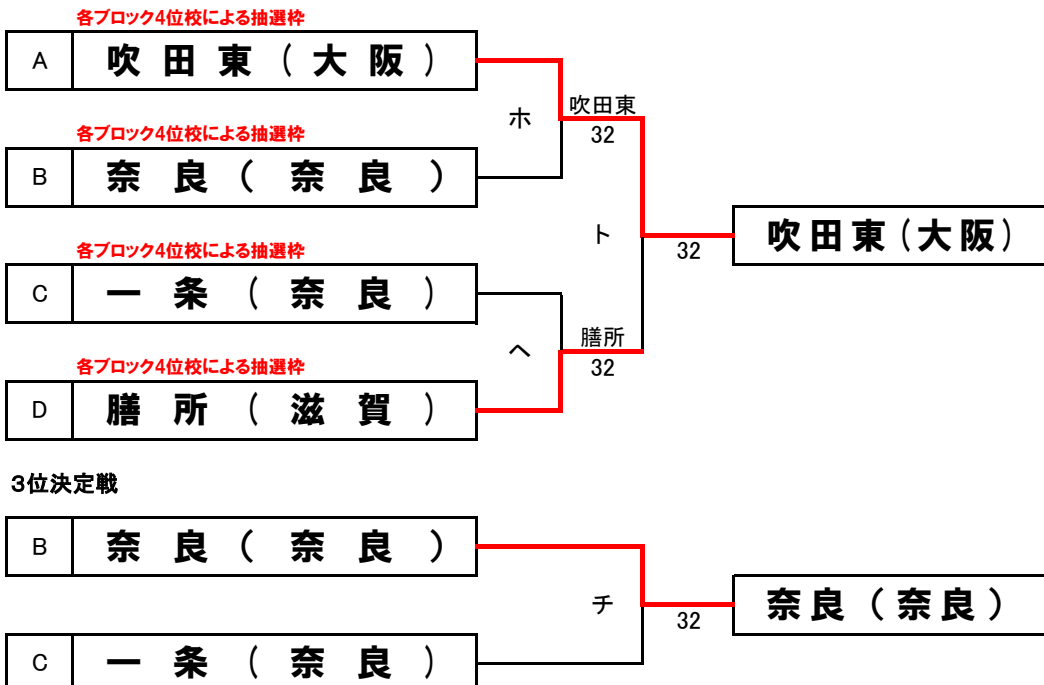 各ブロック4位校による抽選枠
A 吹田東(大阪)
ホ
吹田東
32
各ブロック4位校による抽選枠
B 奈良(奈良)
ト
32
吹田東(大阪)
各ブロック4位校による抽選枠
C 一条(奈良)
ヘ
膳所
32
各ブロック4位校による抽選枠
D 膳所(滋賀)
3位決定戦
B 奈良(奈良)
チ
32
奈良(奈良)
C 一条(奈良)